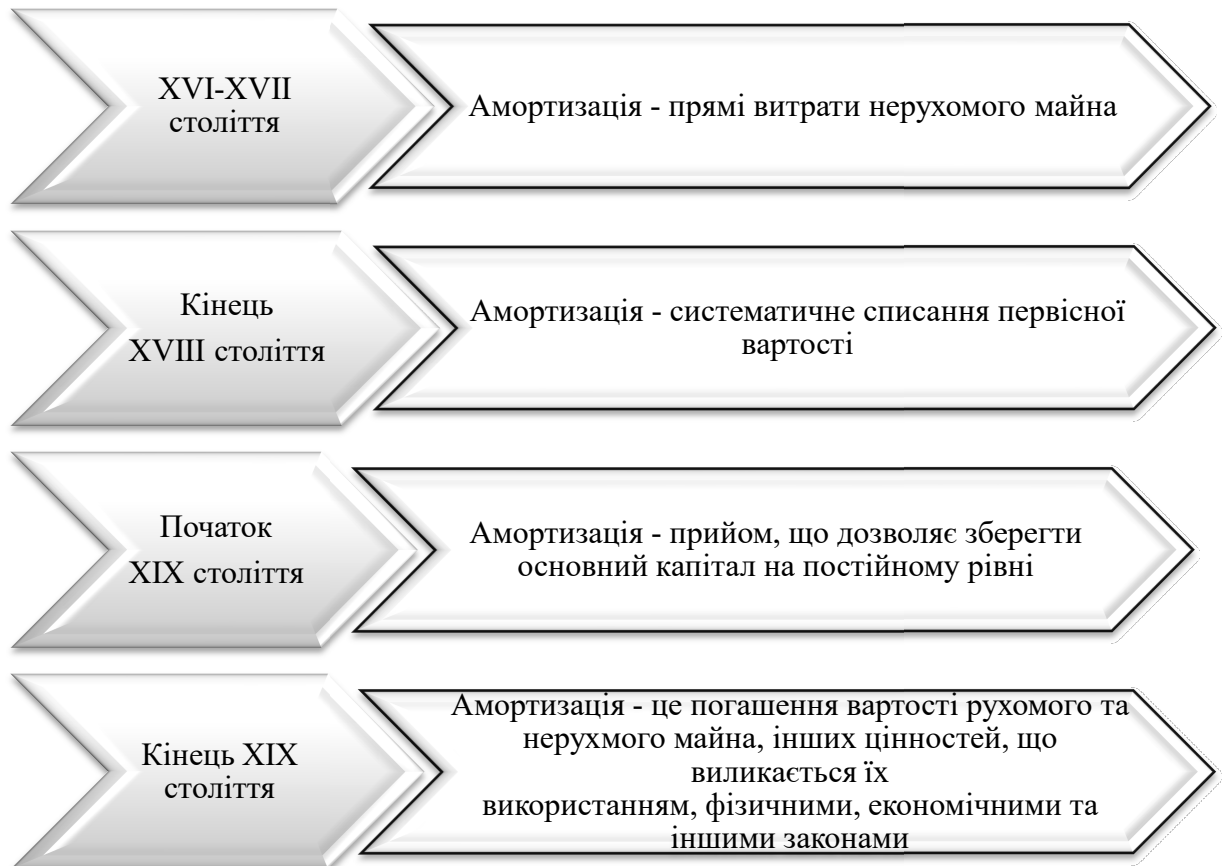 XVI-XVII
століття
Амортизація - прямі витрати нерухомого майна
Кінець
XVIII століття
Амортизація - систематичне списання первісної
вартості
Початок
XIX століття
Амортизація - прийом, що дозволяє зберегти
основний капітал на постійному рівні
Кінець XIX
століття
Амортизація - це погашення вартості рухомого та
нерухмого майна, інших цінностей, що
виликається їх
використанням, фізичними, економічними та
іншими законами